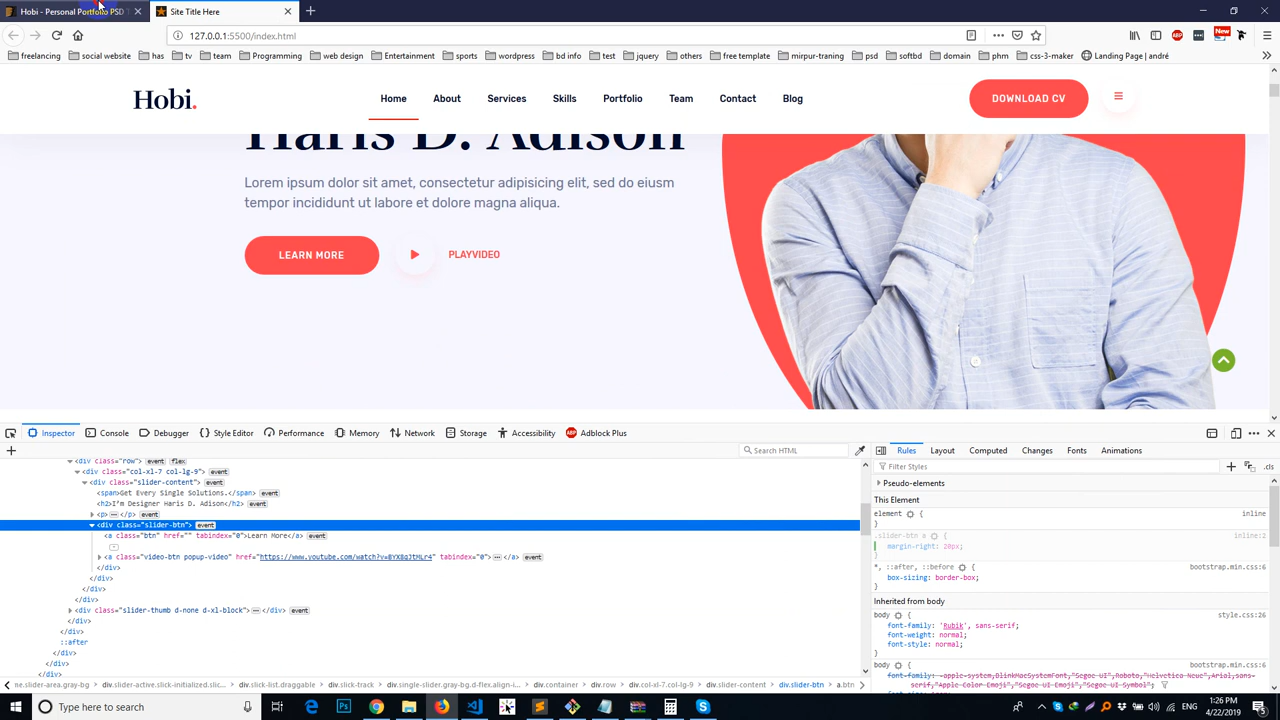 Hobi - Personal Portfolio PSD T
Site Title Here
127.0.0.1:5500/index.html
New
freelancing social website has tv team Programming web design Entertainment sports wordpress bd info test jquery others free template mirpur-traning psd softbd domain phm css-3-maker Landing Page | andré
Hobi.
Home About Services Skills Portfolio Team Contact Blog
DOWNLOAD CV
Haris D. Adison
Lorem ipsum dolor sit amet, consectetur adipisicing elit, sed do eiusm
tempor incididunt ut labore et dolore magna aliqua.
LEARN MORE
PLAYVIDEO
Inspector Console Debugger Style Editor Performance Memory Network Storage Accessibility Adblock Plus
Search HTML
<div class="row"> event flex
<div class="col-xl-7 col-lg-9"> event
<div class="slider-content"> event
<span>Get Every Single Solutions.</span> event
<h2>I'm Designer Haris D. Adison</h2> event
<p> </p> event
<div class="slider-btn"> event
<a class="btn" href="" tabindex="0">Learn More</a> event
<a class="video-btn popup-video" href="https://www.youtube.com/watch?v=0YX8qJtMLr4" tabindex="0"> </a> event
</div>
</div>
</div>
</div>
<div class="slider-thumb d-none d-xl-block"> </div> event
</div>
</div>
::after
</div>
</div>
</div>
ne.slider-area.gray-bg div.slider-active.slick-initialized.slic... div.slick-list.draggable div.slick-track div.single-slider.gray-bg.d-flex.align-i... div.container div.row div.col-xl-7.col-lg-9 div.slider-content div.slider-btn a.btn
Rules Layout Computed Changes Fonts Animations
Filter Styles
.cls
Pseudo-elements
This Element
element { inline
}
.slider-btn a { inline:2
margin-right: 20px;
}
*, ::after, ::before { bootstrap.min.css:6
box-sizing: border-box;
}
Inherited from body
body { style.css:26
font-family: 'Rubik', sans-serif;
font-weight: normal;
font-style: normal;
}
body { bootstrap.min.css:6
font-family: -apple-system,BlinkMacSystemFont,"Segoe UI",Roboto,"Helvetica Neue",Arial,sans-
serif,"Apple Color Emoji","Segoe UI Emoji","Segoe UI Symbol";
Type here to search
ENG
1:26 PM
4/22/2019